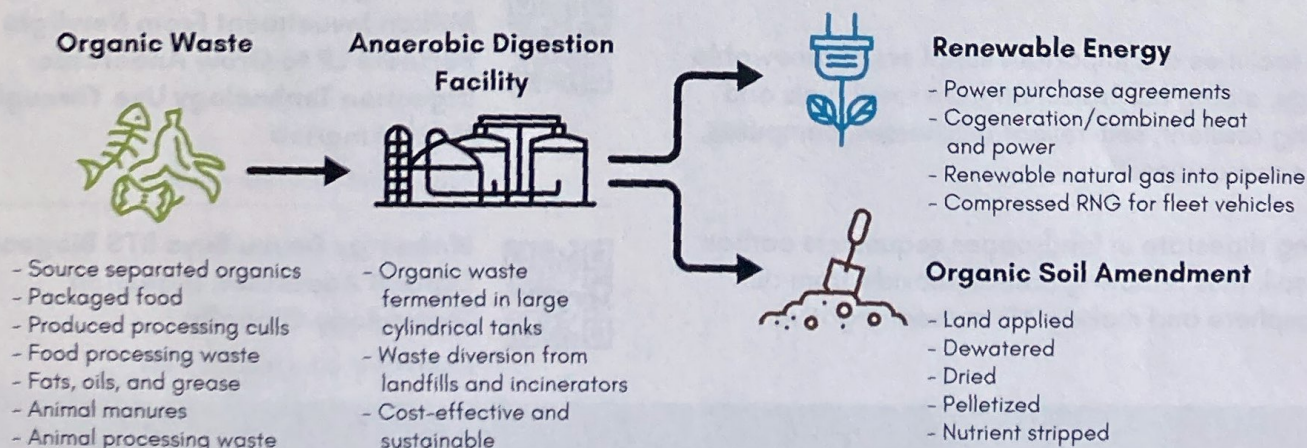 Organic Waste
- Source separated organics
- Packaged food
- Produced processing culls
- Food processing waste
- Fats, oils, and grease
- Animal manures
- Animal processing waste
Anaerobic Digestion
Facility
- Organic waste
fermented in large
cylindrical tanks
- Waste diversion from
landfills and incinerators
- Cost-effective and
sustainable
Renewable Energy
- Power purchase agreements
- Cogeneration/combined heat
and power
- Renewable natural gas into pipeline
- Compressed RNG for fleet vehicles
Organic Soil Amendment
- Land applied
- Dewatered
- Dried
- Pelletized
- Nutrient stripped